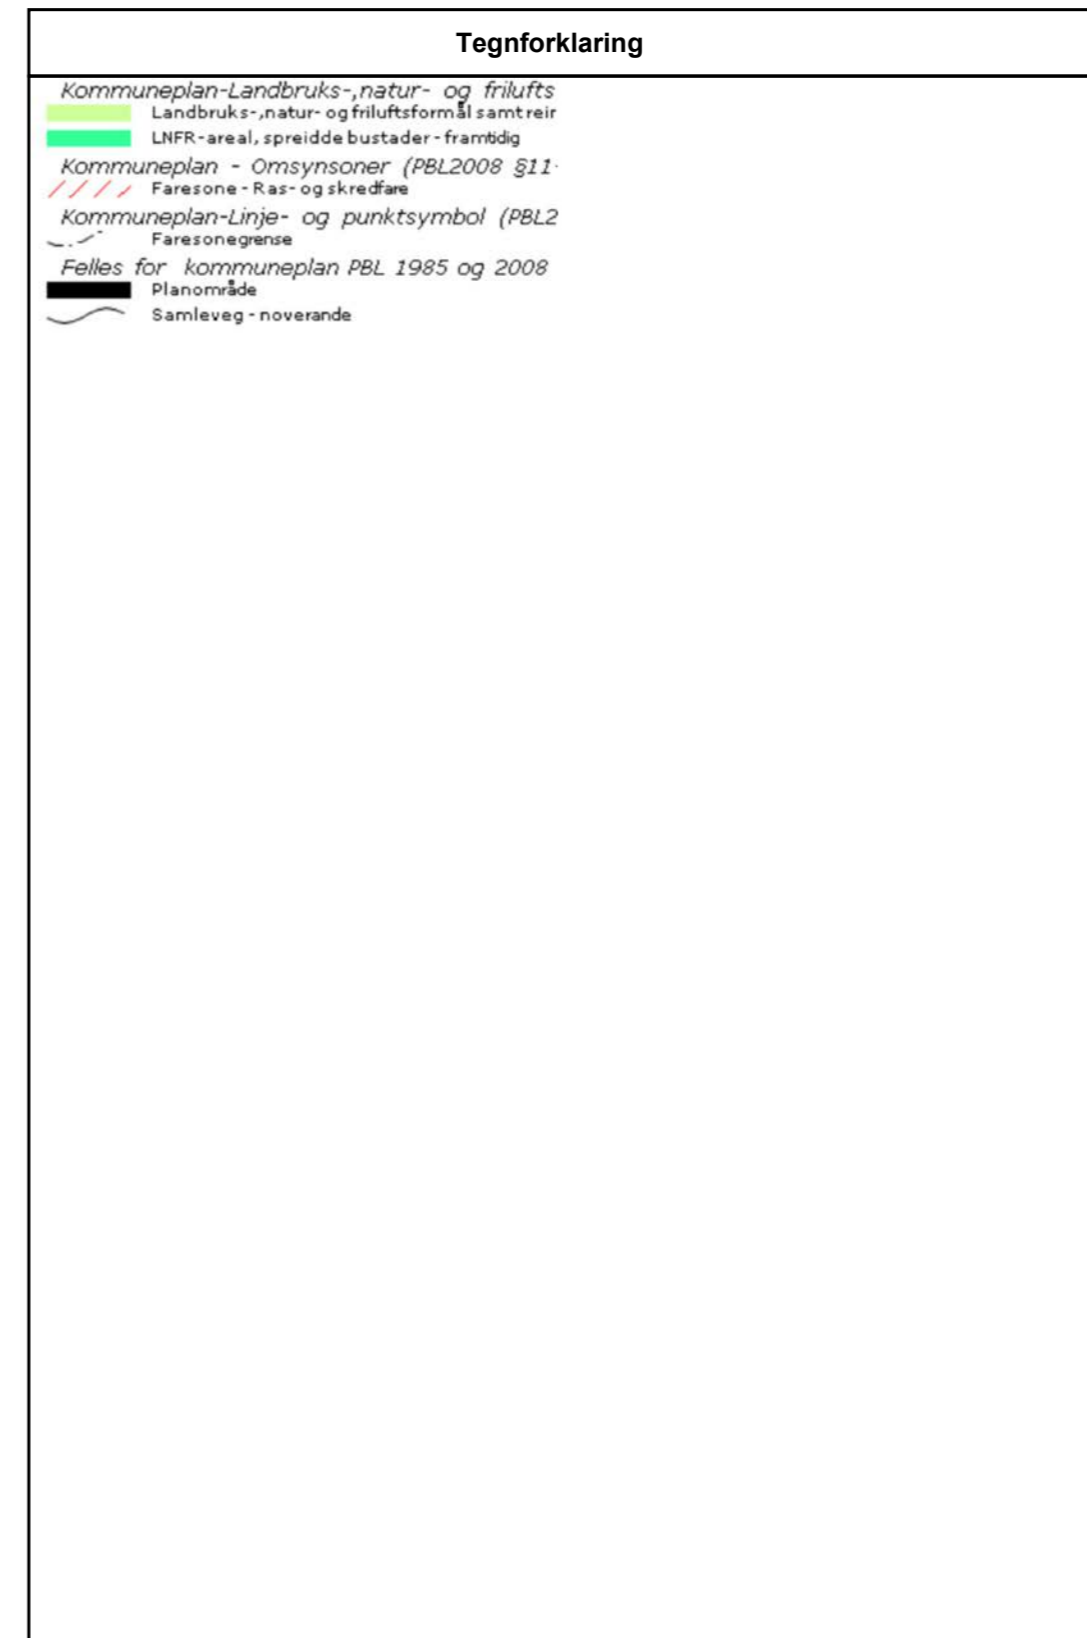 Tegnforklaring
Kommuneplan-Landbruks-,natur- og frilufts
Landbruks-,natur- og friluftsformål samt reir
LNFR-areal, spreidde bustader - framtidig
Kommuneplan - Omsynsoner (PBL2008 §11-
Faresone - Ras- og skredfare
Kommuneplan-Linje- og punktsymbol (PBL2
Faresonegrense
Felles for kommuneplan PBL 1985 og 2008
Planområde
Samleveg - noverande